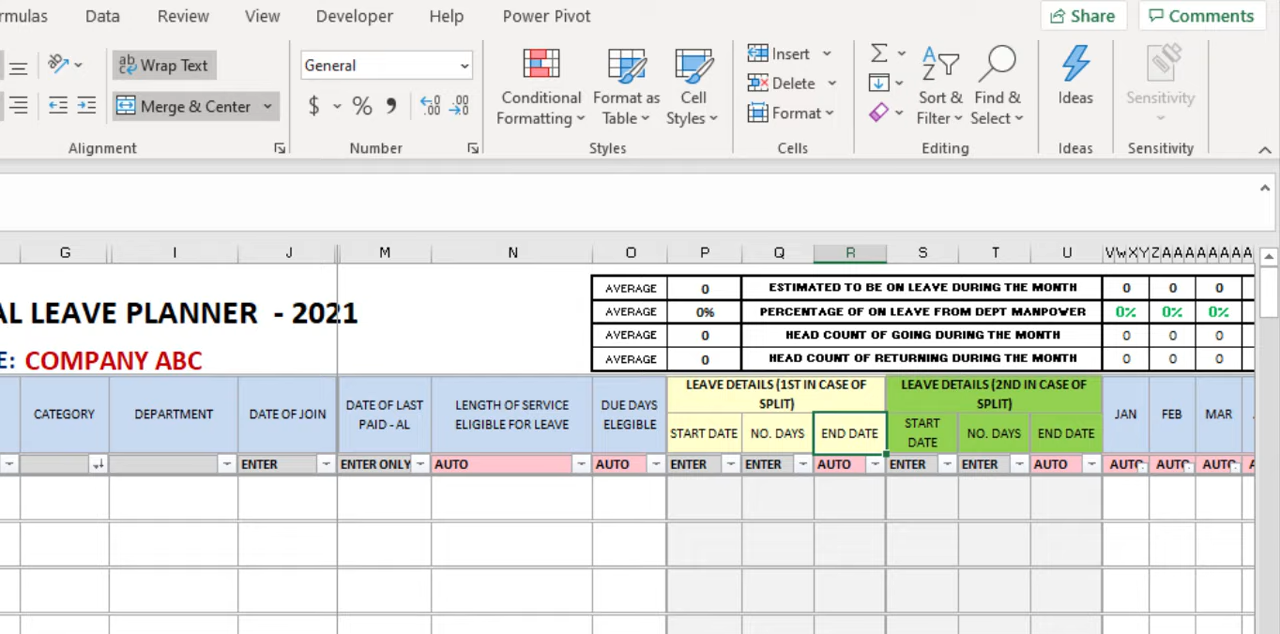 rmulas Data Review View Developer Help Power Pivot Share Comments
Wrap Text General Insert
Merge & Center $ % Conditional Formatting Format as Table Cell Styles Delete Sort & Filter Find & Select Ideas Sensitivity
Format
Alignment Number Styles Cells Editing Ideas Sensitivity
G I J M N O P Q R S T U V W X Y Z A A A A A A A A
AVERAGE 0 ESTIMATED TO BE ON LEAVE DURING THE MONTH 0 0 0
AL LEAVE PLANNER - 2021 AVERAGE 0% PERCENTAGE OF ON LEAVE FROM DEPT MANPOWER 0% 0% 0%
AVERAGE 0 HEAD COUNT OF GOING DURING THE MONTH 0 0 0
E: COMPANY ABC AVERAGE 0 HEAD COUNT OF RETURNING DURING THE MONTH 0 0 0
LEAVE DETAILS (1ST IN CASE OF LEAVE DETAILS (2ND IN CASE OF
SPLIT) SPLIT)
CATEGORY DEPARTMENT DATE OF JOIN DATE OF LAST PAID - AL LENGTH OF SERVICE ELIGIBLE FOR LEAVE DUE DAYS ELEGIBLE JAN FEB MAR
START DATE NO. DAYS END DATE START DATE NO. DAYS END DATE
ENTER ENTER ONLY AUTO AUTO ENTER ENTER AUTO ENTER ENTER AUTO AUTO AUTO AUTO A